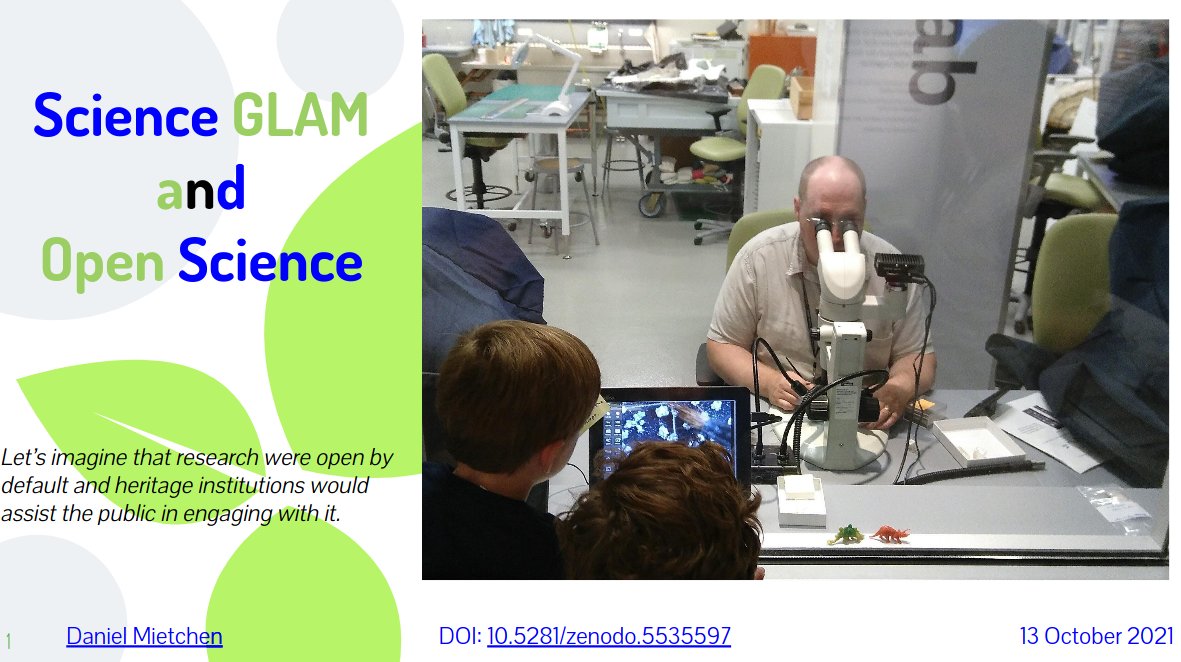 Science GLAM
and
Open Science
Let's imagine that research were open by
default and heritage institutions would
assist the public in engaging with it.
ab
1
Daniel Mietchen
DOI: 10.5281/zenodo.5535597
13 October 2021